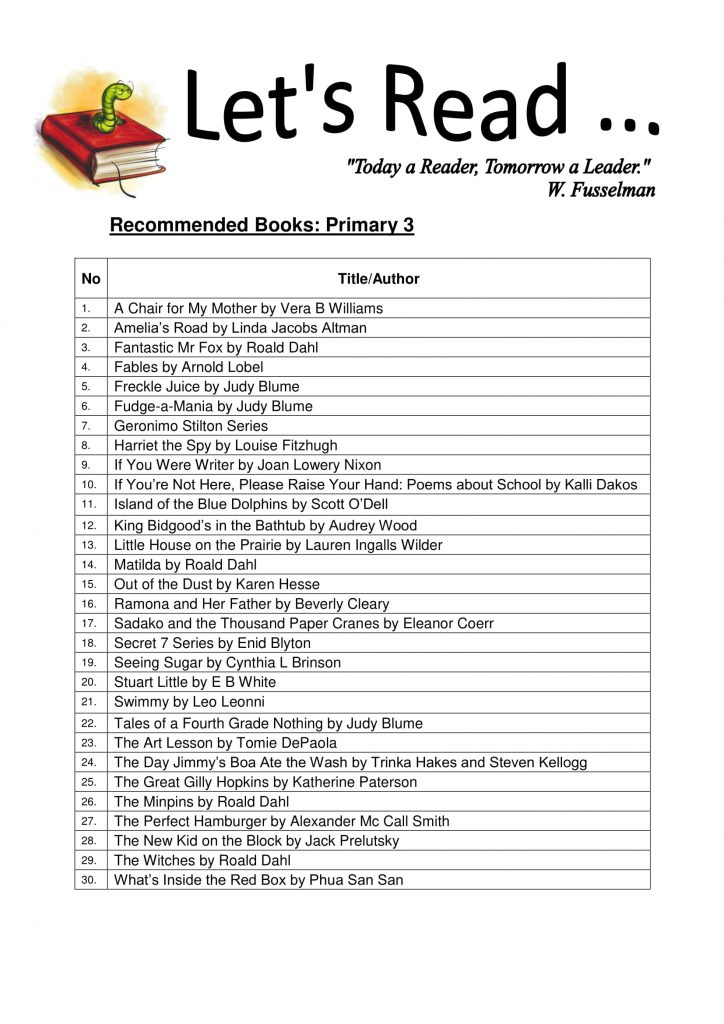 Let's Read ...
"Today a Reader, Tomorrow a Leader."
W. Fusselman
Recommended Books: Primary 3
No Title/Author
1. A Chair for My Mother by Vera B Williams
2. Amelia’s Road by Linda Jacobs Altman
3. Fantastic Mr Fox by Roald Dahl
4. Fables by Arnold Lobel
5. Freckle Juice by Judy Blume
6. Fudge-a-Mania by Judy Blume
7. Geronimo Stilton Series
8. Harriet the Spy by Louise Fitzhugh
9. If You Were Writer by Joan Lowery Nixon
10. If You’re Not Here, Please Raise Your Hand: Poems about School by Kalli Dakos
11. Island of the Blue Dolphins by Scott O’Dell
12. King Bidgood’s in the Bathtub by Audrey Wood
13. Little House on the Prairie by Lauren Ingalls Wilder
14. Matilda by Roald Dahl
15. Out of the Dust by Karen Hesse
16. Ramona and Her Father by Beverly Cleary
17. Sadako and the Thousand Paper Cranes by Eleanor Coerr
18. Secret 7 Series by Enid Blyton
19. Seeing Sugar by Cynthia L Brinson
20. Stuart Little by E B White
21. Swimmy by Leo Leonni
22. Tales of a Fourth Grade Nothing by Judy Blume
23. The Art Lesson by Tomie DePaola
24. The Day Jimmy’s Boa Ate the Wash by Trinka Hakes and Steven Kellogg
25. The Great Gilly Hopkins by Katherine Paterson
26. The Minpins by Roald Dahl
27. The Perfect Hamburger by Alexander Mc Call Smith
28. The New Kid on the Block by Jack Prelutsky
29. The Witches by Roald Dahl
30. What’s Inside the Red Box by Phua San San